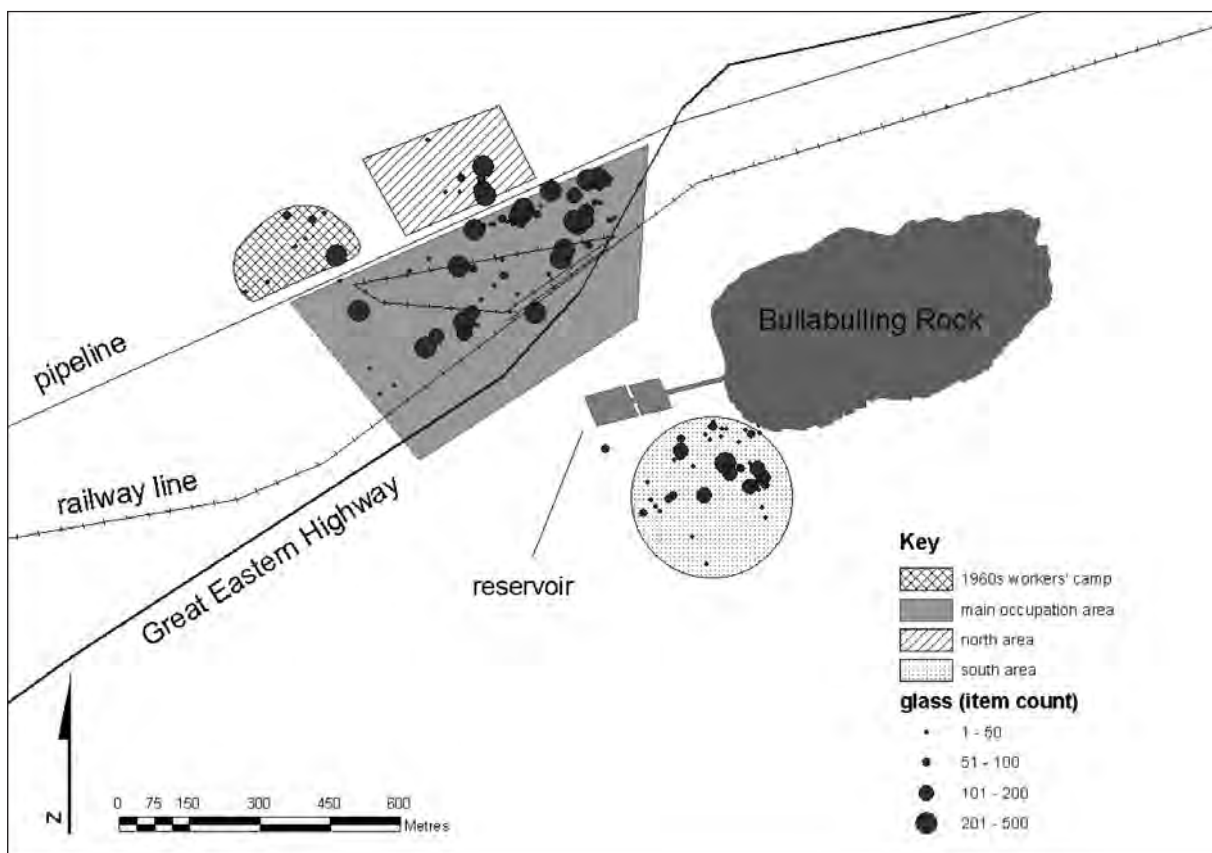 Bullabulling Rock
pipeline
railway line
Great Eastern Highway
reservoir
Key
1960s workers' camp
main occupation area
north area
south area
glass (item count)
1 - 50
51 - 100
101 - 200
201 - 500
0 75 150 300 450 600
Metres
N